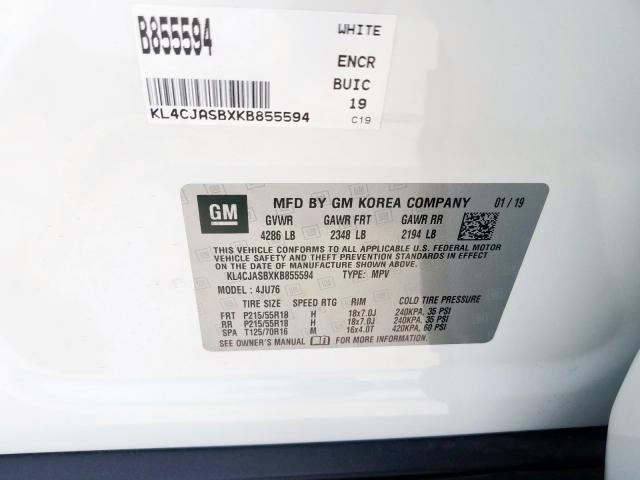 B855594
WHITE
ENCR
BUIC
19
KL4CJASBXKB855594
C19
GM
MFD BY GM KOREA COMPANY 01/19
GVWR GAWR FRT GAWR RR
4286 LB 2348 LB 2194 LB
THIS VEHICLE CONFORMS TO ALL APPLICABLE U.S. FEDERAL MOTOR
VEHICLE SAFETY AND THEFT PREVENTION STANDARDS IN EFFECT
ON THE DATE OF MANUFACTURE SHOWN ABOVE.
KL4CJASBXKB855594 TYPE: MPV
MODEL: 4JU76
TIRE SIZE SPEED RTG RIM COLD TIRE PRESSURE
FRT P215/55R18 H 18x7.0J 240KPA, 35 PSI
RR P215/55R18 H 18x7.0J 240KPA, 35 PSI
SPA T125/70R16 M 16x4.0T 420KPA, 60 PSI
SEE OWNER'S MANUAL FOR MORE INFORMATION.